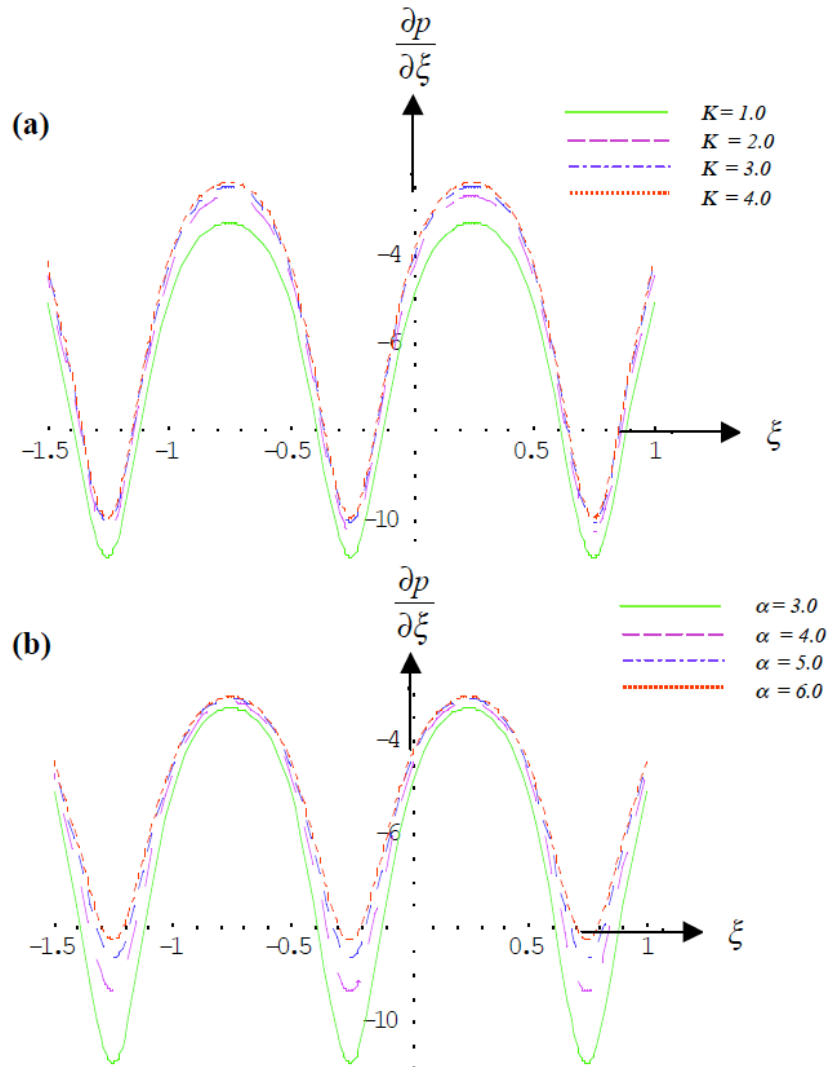 ∂p
∂ξ
(a)
K = 1.0
K = 2.0
K = 3.0
K = 4.0
−4
−6
−1.5 −1 −0.5 0.5 1 ξ
−10
∂p
∂ξ
(b)
α = 3.0
α = 4.0
α = 5.0
α = 6.0
−4
−6
−1.5 −1 −0.5 0.5 1 ξ
−10